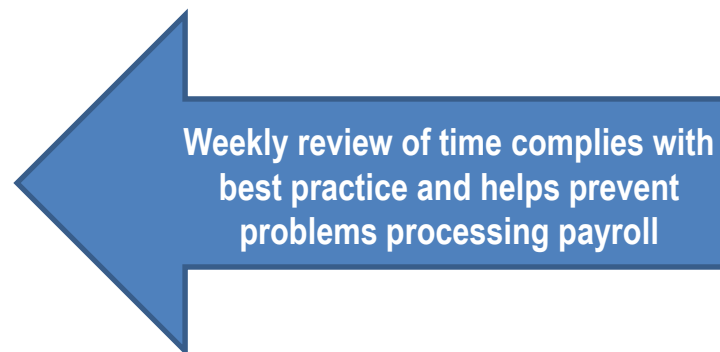 Weekly review of time complies with
best practice and helps prevent
problems processing payroll